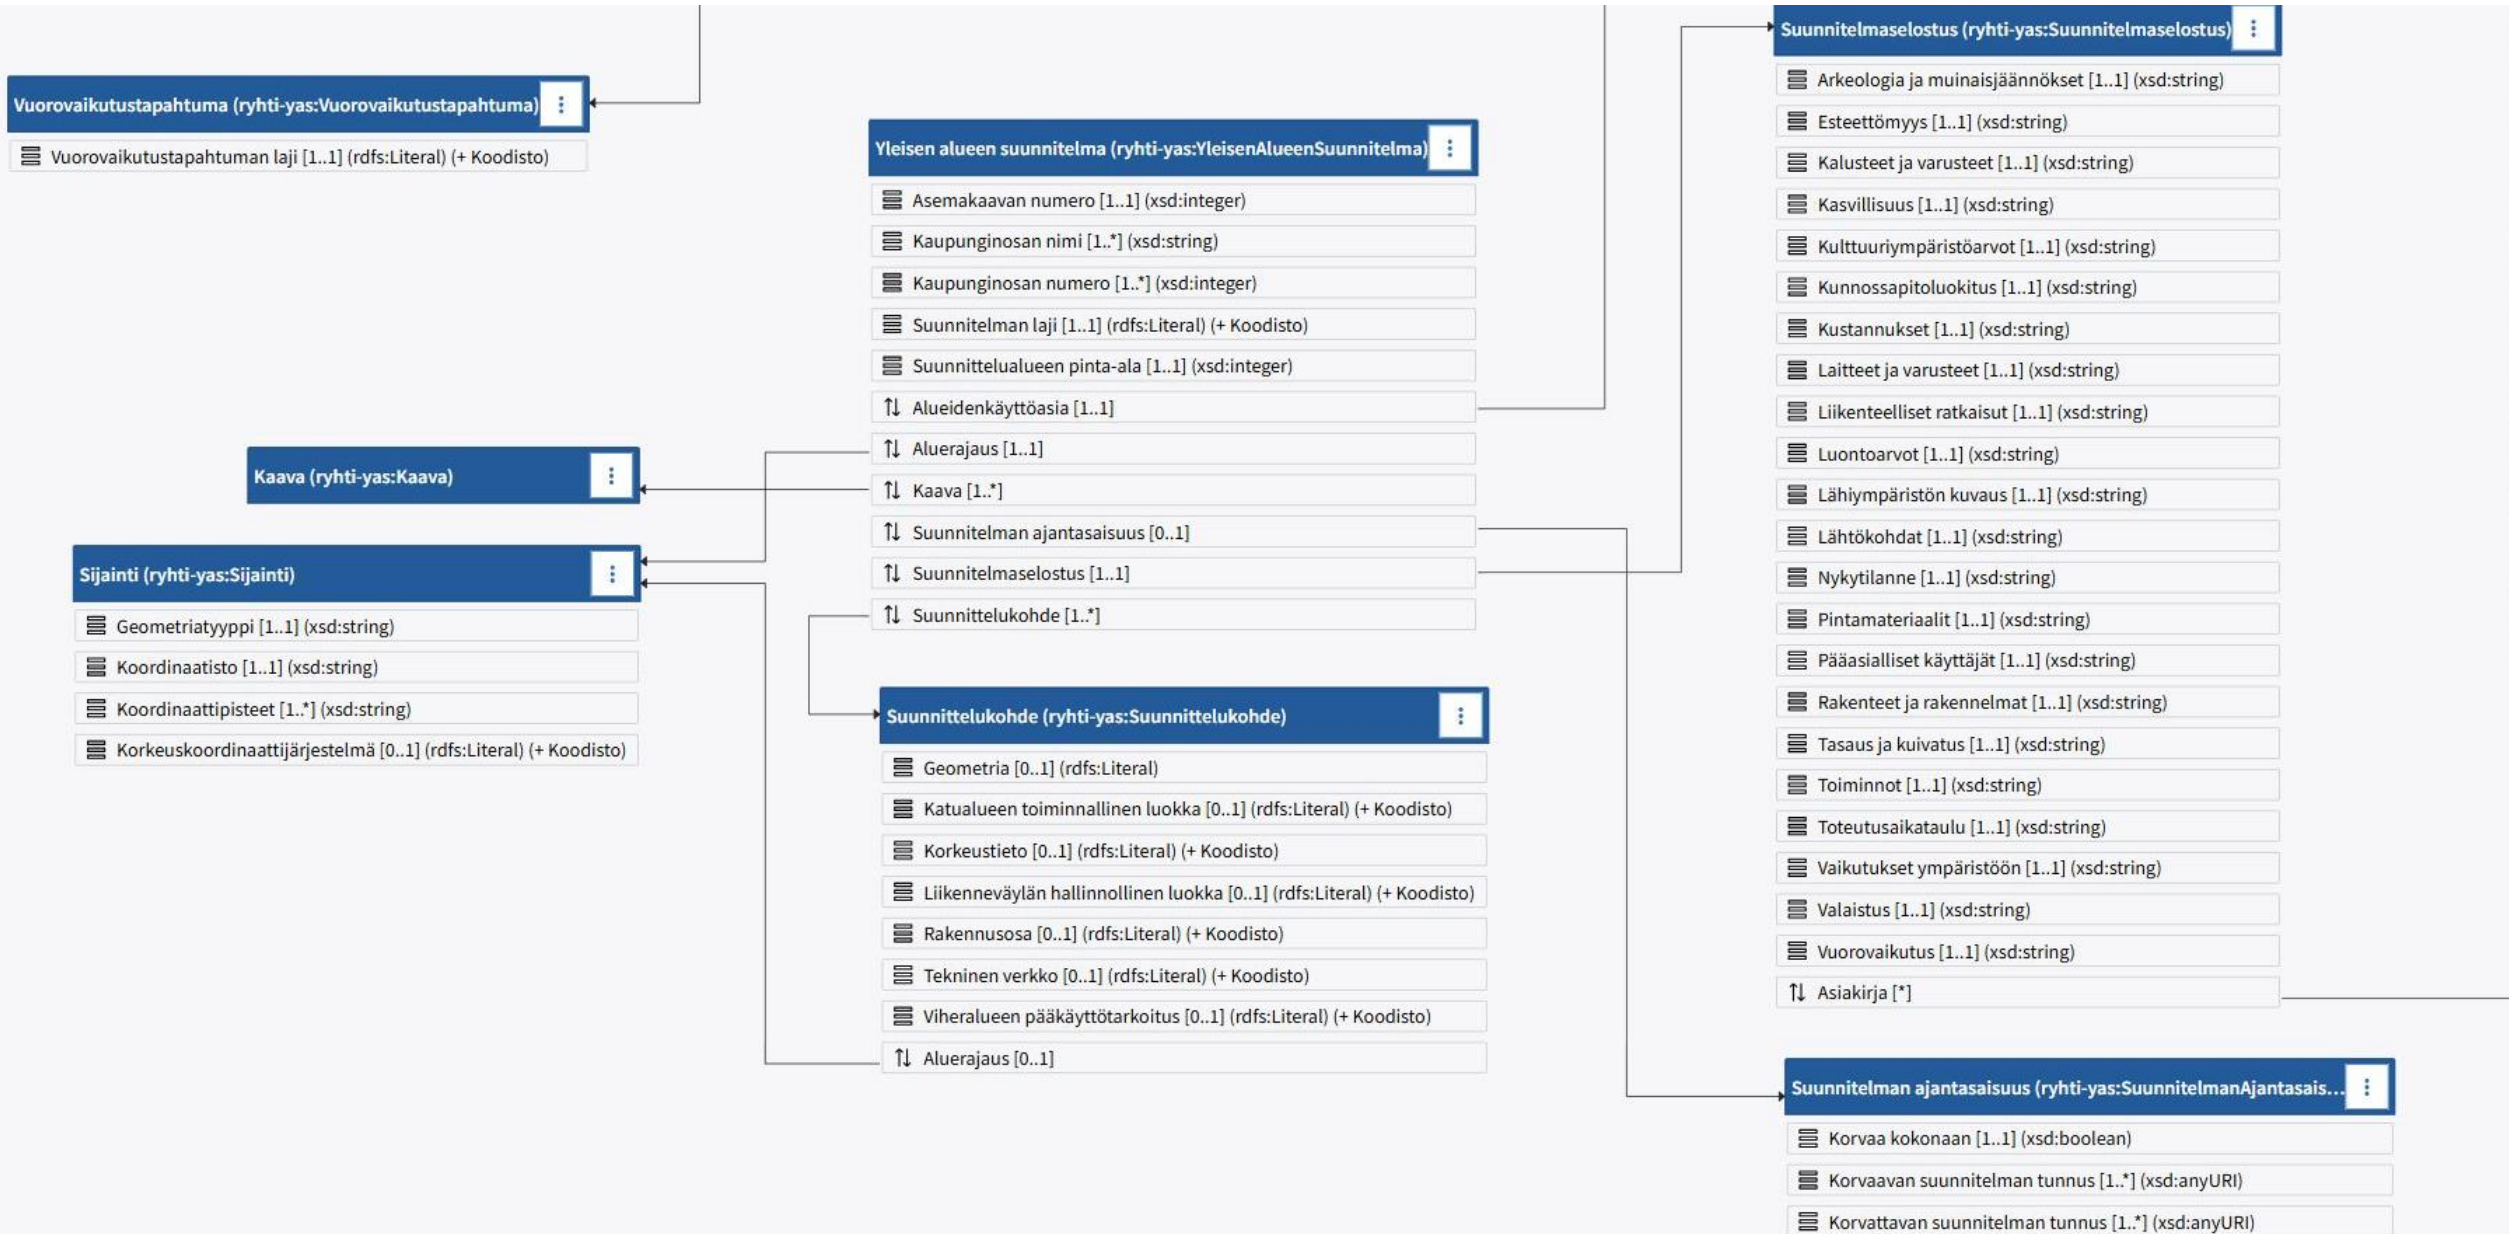 Vuorovaikutustapahtuma (ryhti-yas:Vuorovaikutustapahtuma)
Vuorovaikutustapahtuman laji [1..1] (rdfs:Literal) (+ Koodisto)
Kaava (ryhti-yas:Kaava)
Sijainti (ryhti-yas:Sijainti)
Geometriatyyppi [1..1] (xsd:string)
Koordinaatisto [1..1] (xsd:string)
Koordinaattipisteet [1..*] (xsd:string)
Korkeuskoordinaattijärjestelmä [0..1] (rdfs:Literal) (+ Koodisto)
Yleisen alueen suunnitelma (ryhti-yas:YleisenAlueenSuunnitelma)
Asemakaavan numero [1..1] (xsd:integer)
Kaupunginosan nimi [1..*] (xsd:string)
Kaupunginosan numero [1..*] (xsd:integer)
Suunnitelman laji [1..1] (rdfs:Literal) (+ Koodisto)
Suunnittelualueen pinta-ala [1..1] (xsd:integer)
Alueidenkäyttöasia [1..1]
Aluerajaus [1..1]
Kaava [1..*]
Suunnitelman ajantasaisuus [0..1]
Suunnitelmaselostus [1..1]
Suunnittelukohde [1..*]
Suunnittelukohde (ryhti-yas:Suunnittelukohde)
Geometria [0..1] (rdfs:Literal)
Katualueen toiminnallinen luokka [0..1] (rdfs:Literal) (+ Koodisto)
Korkeustieto [0..1] (rdfs:Literal) (+ Koodisto)
Liikenneväylän hallinnollinen luokka [0..1] (rdfs:Literal) (+ Koodisto)
Rakennusosa [0..1] (rdfs:Literal) (+ Koodisto)
Tekninen verkko [0..1] (rdfs:Literal) (+ Koodisto)
Viheralueen pääkäyttötarkoitus [0..1] (rdfs:Literal) (+ Koodisto)
Aluerajaus [0..1]
Suunnitelmaselostus (ryhti-yas:Suunnitelmaselostus)
Arkeologia ja muinaisjäännökset [1..1] (xsd:string)
Esteettömyys [1..1] (xsd:string)
Kalusteet ja varusteet [1..1] (xsd:string)
Kasvillisuus [1..1] (xsd:string)
Kulttuuriympäristöarvot [1..1] (xsd:string)
Kunnossapitoluokitus [1..1] (xsd:string)
Kustannukset [1..1] (xsd:string)
Laitteet ja varusteet [1..1] (xsd:string)
Liikenteelliset ratkaisut [1..1] (xsd:string)
Luontoarvot [1..1] (xsd:string)
Lähiympäristön kuvaus [1..1] (xsd:string)
Lähtökohdat [1..1] (xsd:string)
Nykytilanne [1..1] (xsd:string)
Pintamateriaalit [1..1] (xsd:string)
Pääasialliset käyttäjät [1..1] (xsd:string)
Rakenteet ja rakennelmat [1..1] (xsd:string)
Tasaus ja kuivatus [1..1] (xsd:string)
Toiminnot [1..1] (xsd:string)
Toteutusaikataulu [1..1] (xsd:string)
Vaikutukset ympäristöön [1..1] (xsd:string)
Valaistus [1..1] (xsd:string)
Vuorovaikutus [1..1] (xsd:string)
Asiakirja [*]
Suunnitelman ajantasaisuus (ryhti-yas:SuunnitelmanAjantasais...
Korvaa kokonaan [1..1] (xsd:boolean)
Korvaavan suunnitelman tunnus [1..*] (xsd:anyURI)
Korvattavan suunnitelman tunnus [1..*] (xsd:anyURI)